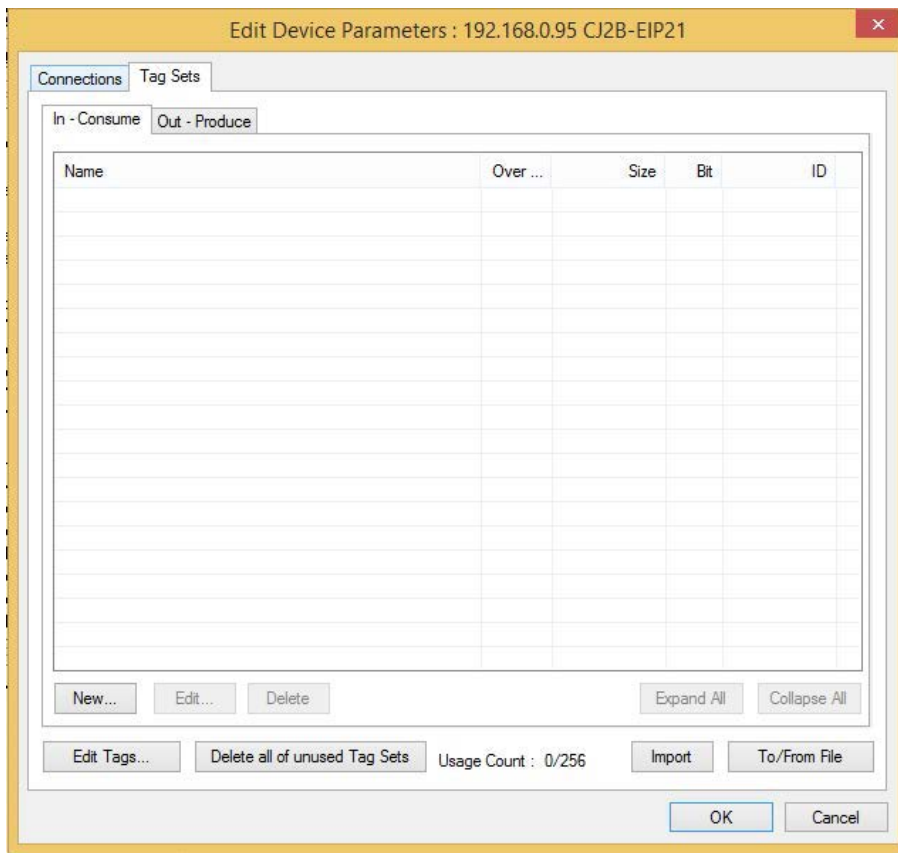 Edit Device Parameters : 192.168.0.95 CJ2B-EIP21
Connections Tag Sets
In - Consume Out - Produce
Name Over ... Size Bit ID
New... Edit... Delete Expand All Collapse All
Edit Tags... Delete all of unused Tag Sets Usage Count : 0/256 Import To/From File
OK Cancel